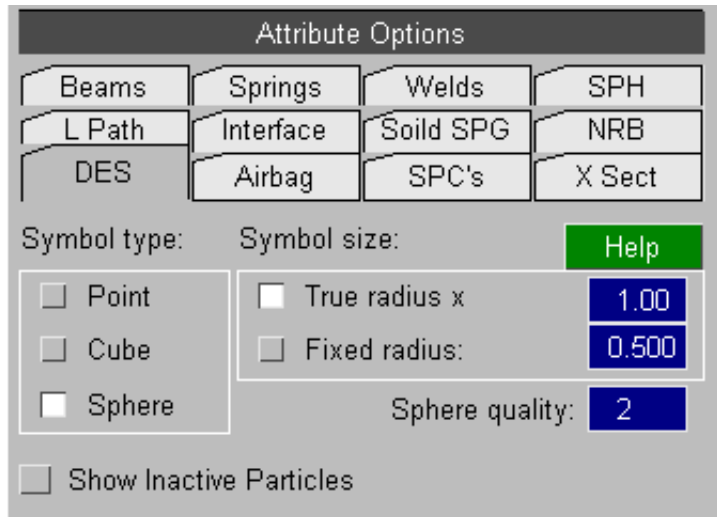 Attribute Options
Beams Springs Welds SPH
L Path Interface Soild SPG NRB
DES Airbag SPC's X Sect
Symbol type: Symbol size: Help
Point True radius x 1.00
Cube Fixed radius: 0.500
Sphere Sphere quality: 2
Show Inactive Particles